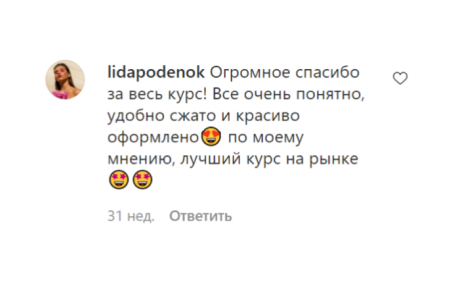 lidapodenok Огромное спасибо
за весь курс! Все очень понятно,
удобно сжато и красиво
оформлено😍 по моему
мнению, лучший курс на рынке
🤩🤩
31 нед. Ответить